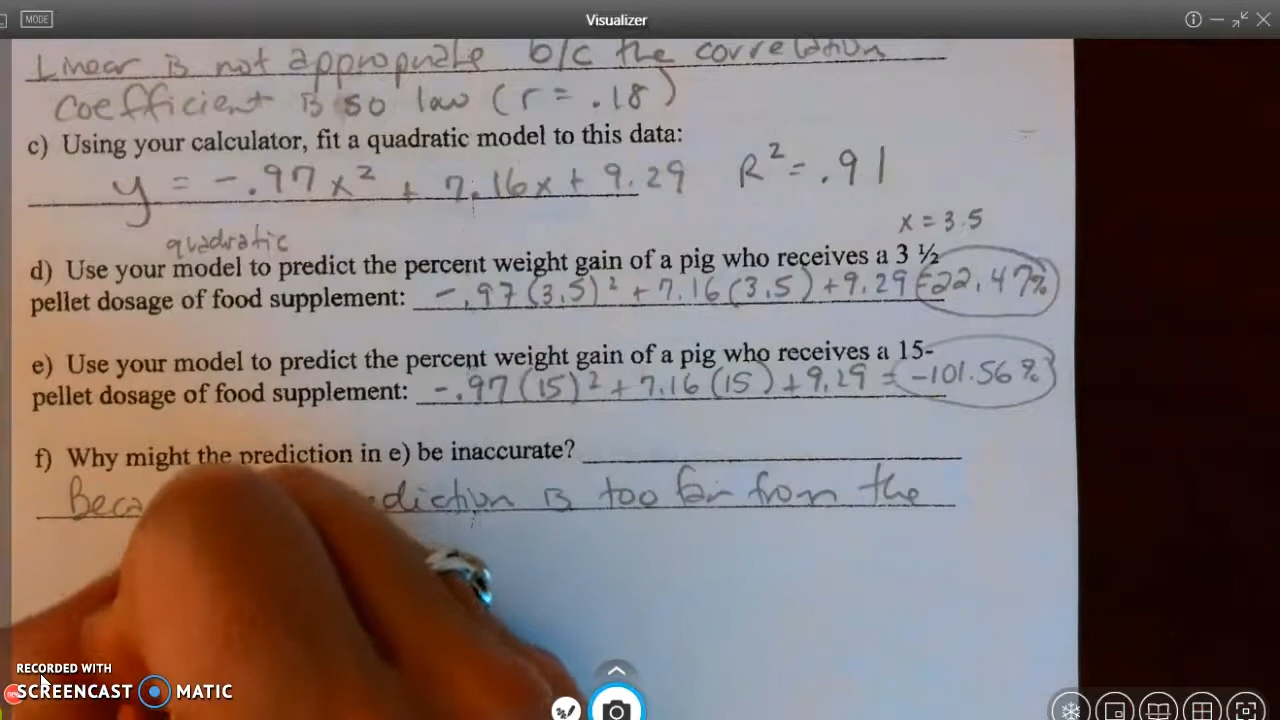 MODE
Visualizer
Linear is not appropriate b/c the correlation
coefficient is so low (r = .18)
c) Using your calculator, fit a quadratic model to this data:
y = -.97x² + 7.16x + 9.29 R² = .91
x = 3.5
quadratic
d) Use your model to predict the percent weight gain of a pig who receives a 3 ½
pellet dosage of food supplement: -.97(3.5)² + 7.16(3.5) + 9.29 = 22.47%
e) Use your model to predict the percent weight gain of a pig who receives a 15-
pellet dosage of food supplement: -.97(15)² + 7.16(15) + 9.29 = -101.56%
f) Why might the prediction in e) be inaccurate?
is too far from the
RECORDED WITH
SCREENCAST MATIC